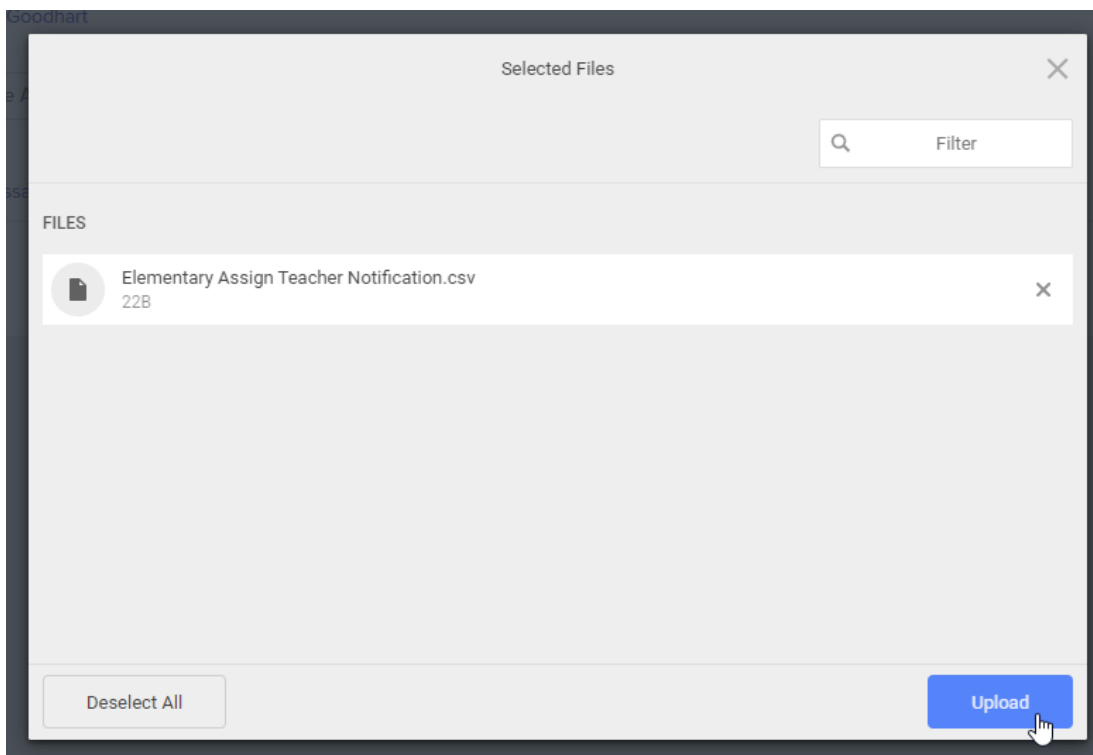 Goodhart
Selected Files
Filter
FILES
Elementary Assign Teacher Notification.csv
22B
Deselect All
Upload